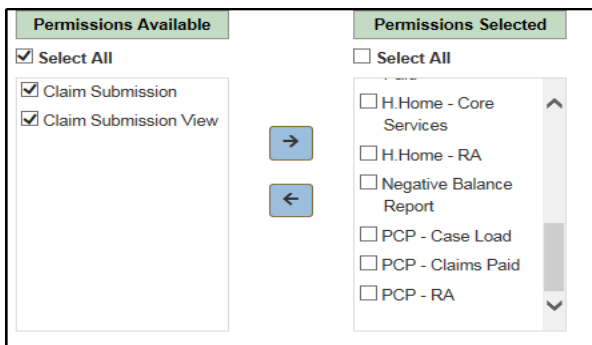 Permissions Available
Select All
Claim Submission
Claim Submission View
Permissions Selected
Select All
H.Home - Core
Services
H.Home - RA
Negative Balance
Report
PCP - Case Load
PCP - Claims Paid
PCP - RA